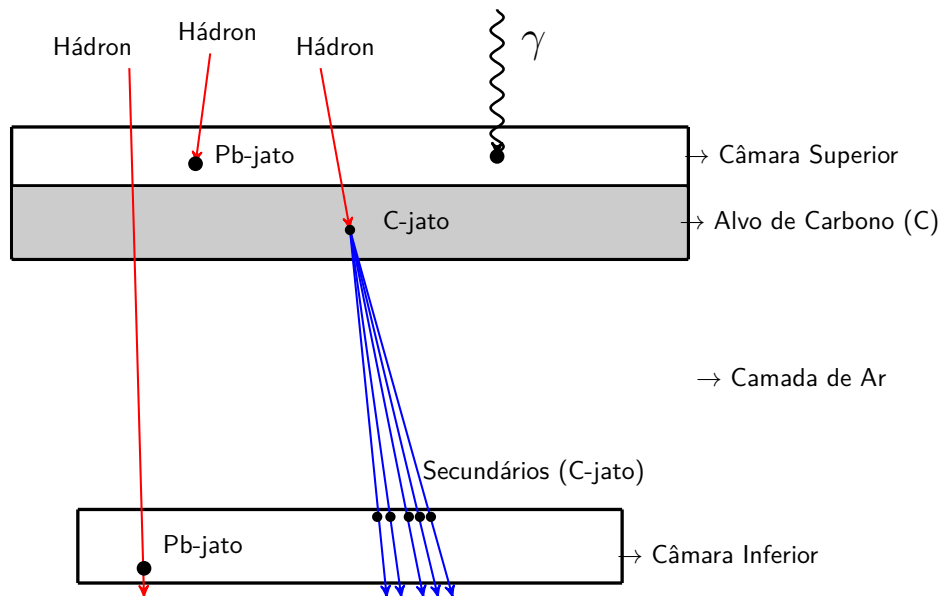 Hádron
Hádron
Hádron
γ
Pb-jato
→ Câmara Superior
C-jato
→ Alvo de Carbono (C)
→ Camada de Ar
Secundários (C-jato)
Pb-jato
→ Câmara Inferior